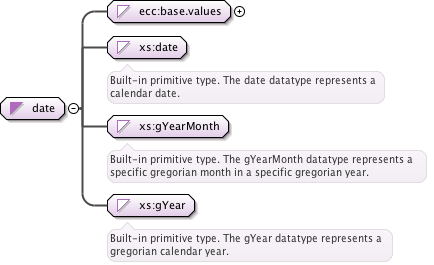 ecc:base.values
xs:date
Built-in primitive type. The date datatype represents a
calendar date.
date
xs:gYearMonth
Built-in primitive type. The gYearMonth datatype represents a
specific gregorian month in a specific gregorian year.
xs:gYear
Built-in primitive type. The gYear datatype represents a
gregorian calendar year.